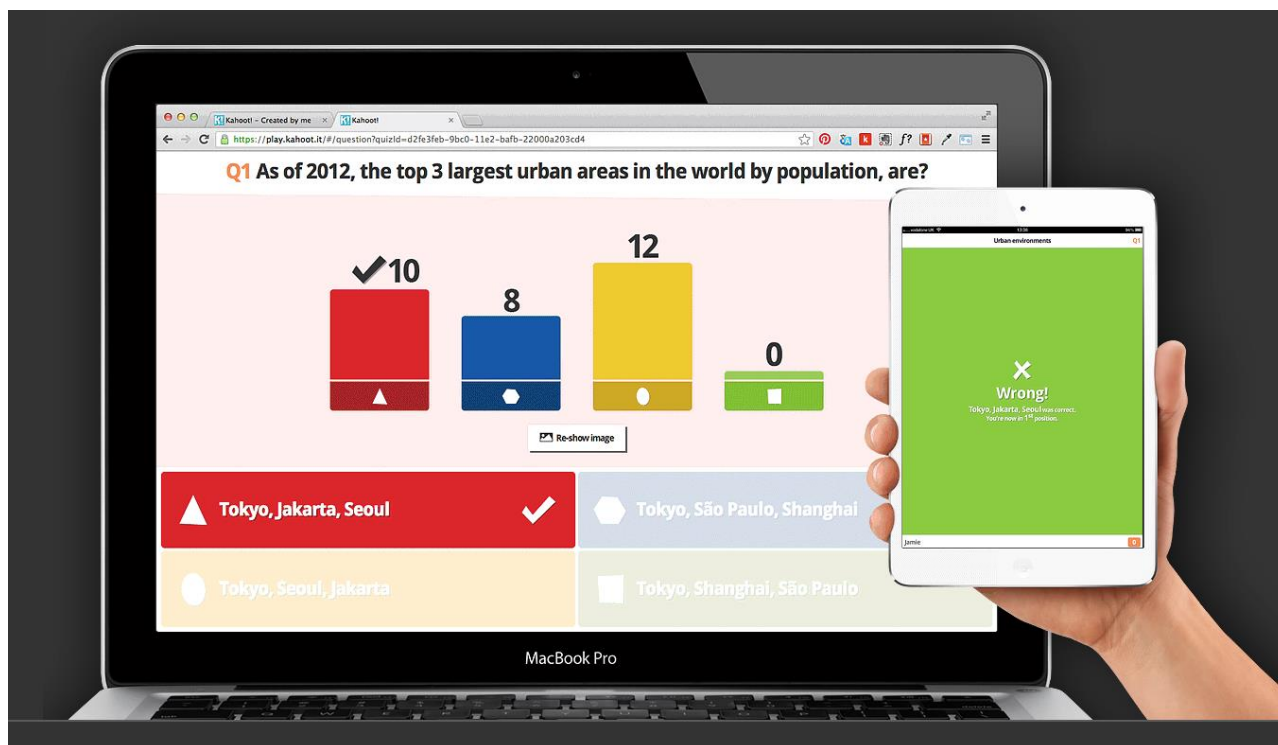 Kahoot! - Created by me
Kahoot!
https://play.kahoot.it/#/question?quizId=d2fe3feb-9bc0-11e2-bafb-22000a203cd4
Q1 As of 2012, the top 3 largest urban areas in the world by population, are?
10
8
12
0
Re-show image
Tokyo, Jakarta, Seoul
Tokyo, São Paulo, Shanghai
Tokyo, Seoul, Jakarta
Tokyo, Shanghai, São Paulo
MacBook Pro
vodafone UK
Urban environments
Q1
Wrong!
Tokyo, Jakarta, Seoul was correct.
You're now in 1st position.
Jamie
0